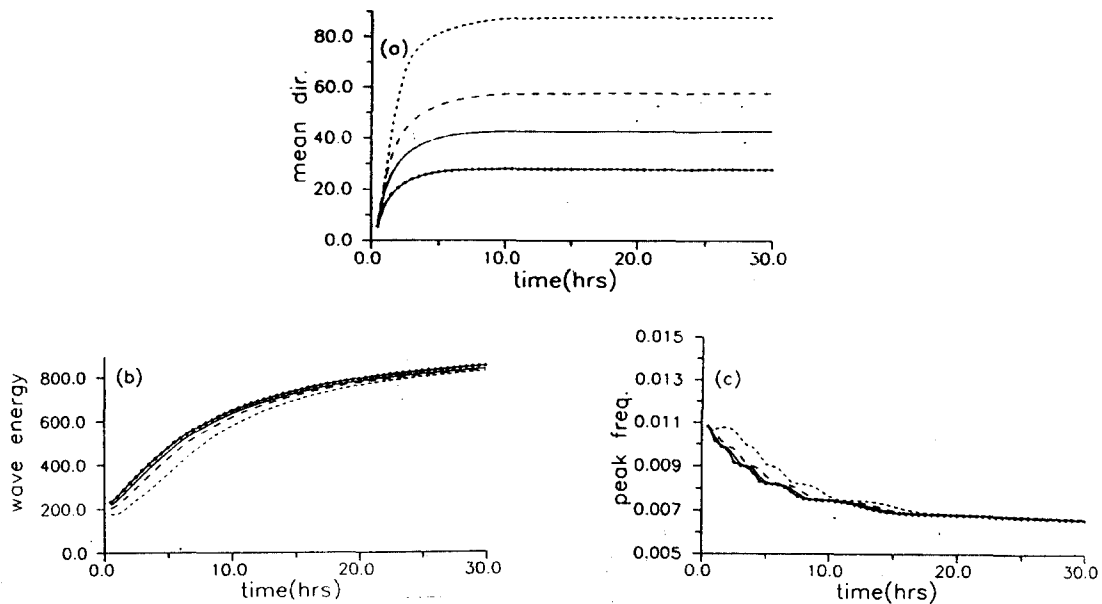 (a)
mean dir.
80.0
60.0
40.0
20.0
0.0
0.0 10.0 20.0 30.0
time(hrs)
(b)
wave energy
800.0
600.0
400.0
200.0
0.0
0.0 10.0 20.0 30.0
time(hrs)
(c)
peak freq.
0.015
0.013
0.011
0.009
0.007
0.005
0.0 10.0 20.0 30.0
time(hrs)